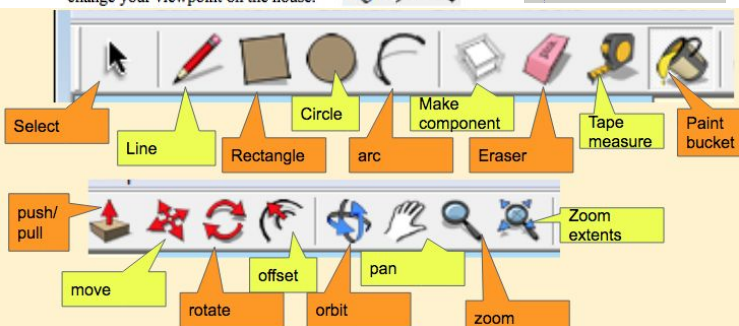 change your viewpoint on the house.
Select
Line
Rectangle
Circle
arc
Make
component
Eraser
Tape
measure
Paint
bucket
push/
pull
move
rotate
offset
orbit
pan
zoom
Zoom
extents